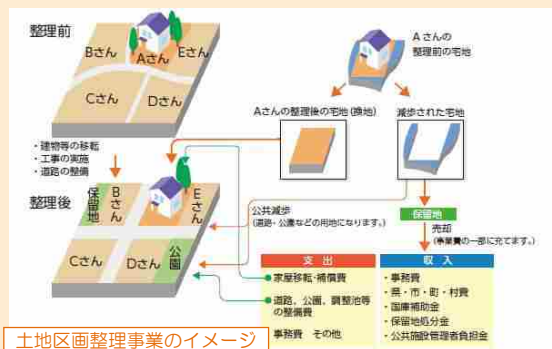 整理前
Bさん
Aさん
Eさん
Cさん
Dさん
Aさんの
整理前の宅地
Aさんの整理後の宅地(換地)
減歩された宅地
・建物等の移転
・工事の実施
・道路の整備
整理後
保留地
Bさん
Eさん
Cさん
Dさん
公園
公共減歩
(道路・公園などの用地になります。)
保留地
売却
(事業費の一部に充てます。)
支出
家屋移転・補償費
道路、公園、調整池等
の整備費
事務費 その他
収入
・事務費
・県・市・町・村費
・国庫補助金
・保留地処分金
・公共施設管理者負担金
土地区画整理事業のイメージ